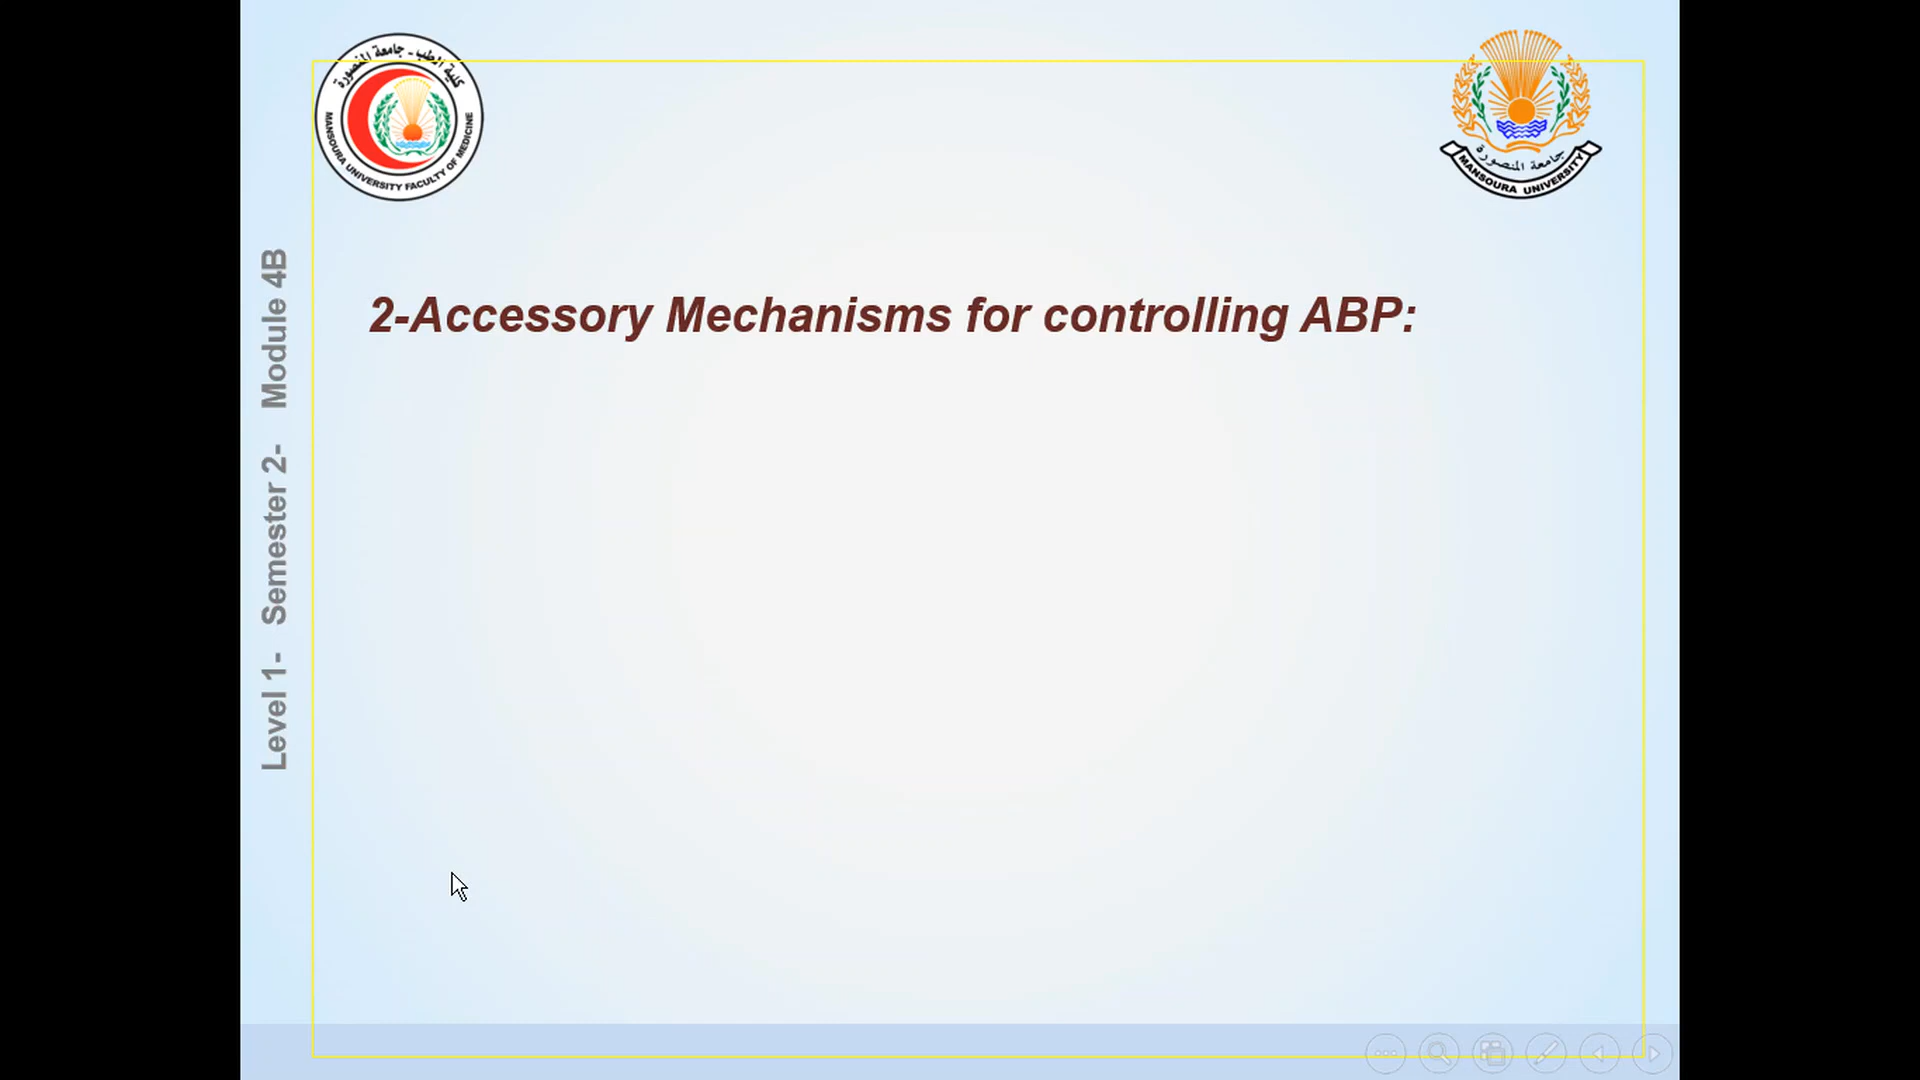 كلية الطب - جامعة المنصورة
MANSOURA UNIVERSITY FACULTY OF MEDICINE
جامعة المنصورة
MANSOURA UNIVERSITY
Level 1- Semester 2- Module 4B
2-Accessory Mechanisms for controlling ABP: